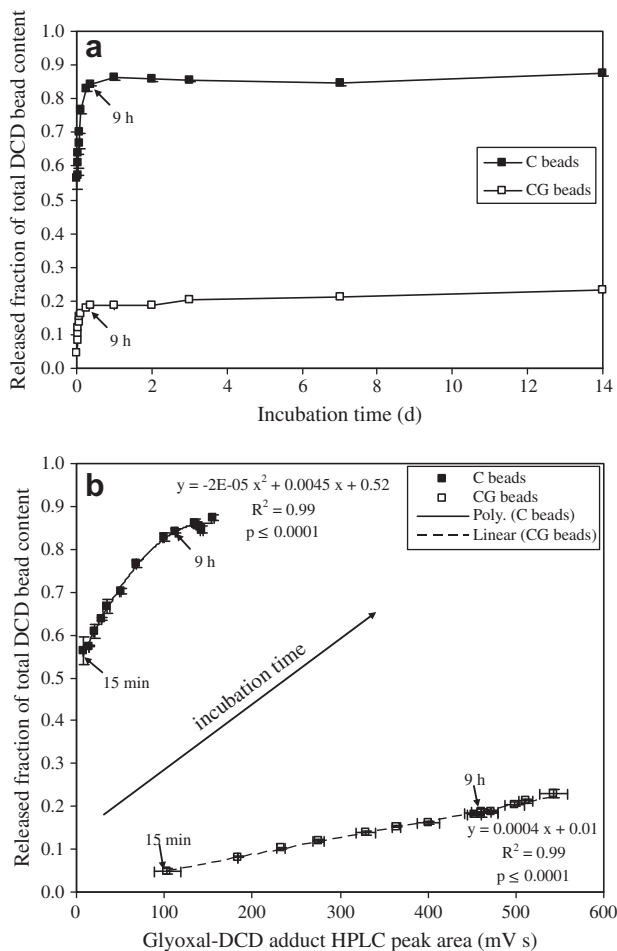 a
Released fraction of total DCD bead content
1.0
0.9
0.8
0.7
0.6
0.5
0.4
0.3
0.2
0.1
0.0
9 h
C beads
CG beads
9 h
0 2 4 6 8 10 12 14
Incubation time (d)
b
Released fraction of total DCD bead content
1.0
0.9
0.8
0.7
0.6
0.5
0.4
0.3
0.2
0.1
0.0
y = -2E-05 x² + 0.0045 x + 0.52
R² = 0.99
p ≤ 0.0001
C beads
CG beads
Poly. (C beads)
Linear (CG beads)
9 h
15 min
incubation time
9 h
15 min
y = 0.0004 x + 0.01
R² = 0.99
p ≤ 0.0001
0 100 200 300 400 500 600
Glyoxal-DCD adduct HPLC peak area (mV s)